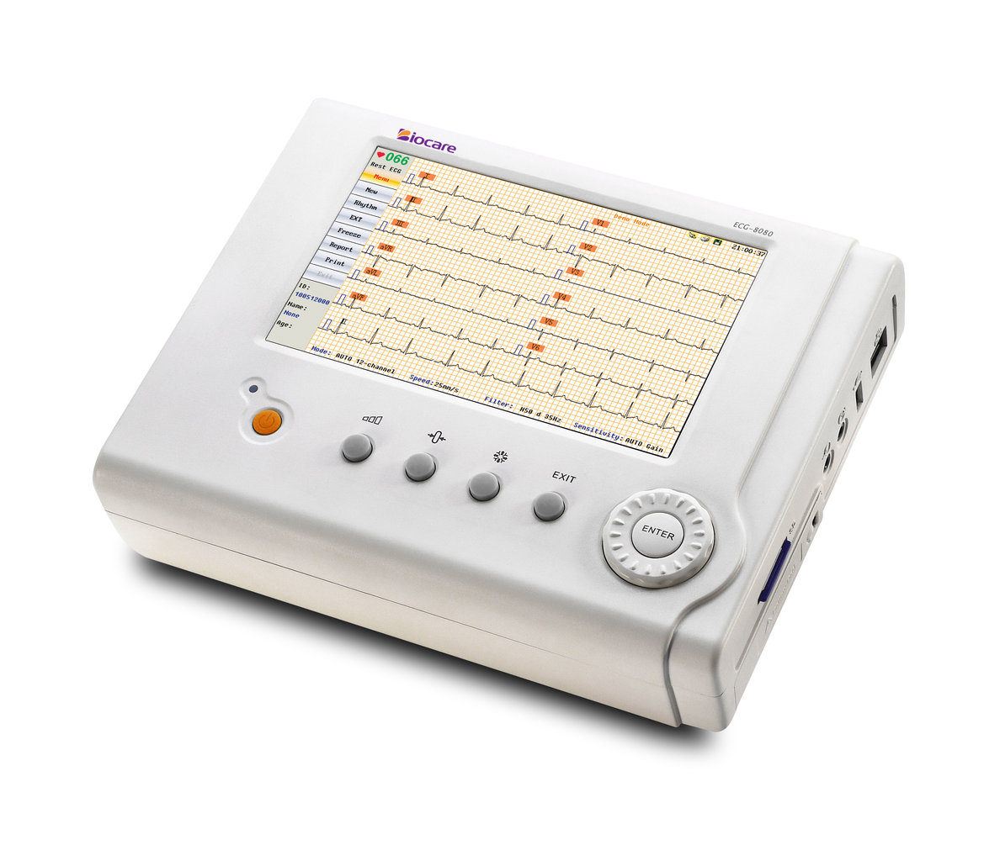 Biocare
ECG-8080
066
Rest ECG
Menu
New
Rhythm
EXT
Freeze
Report
Print
Exit
ID:
100512000
Name:
None
Age:
I
II
III
aVR
aVL
aVF
V1
V2
V3
V4
V5
V6
Demo Mode
21:00:37
Mode: AUTO 12-channel
Speed: 25mm/s
Filter: H50 d 35Hz
Sensitivity: AUTO Gain
EXIT
ENTER